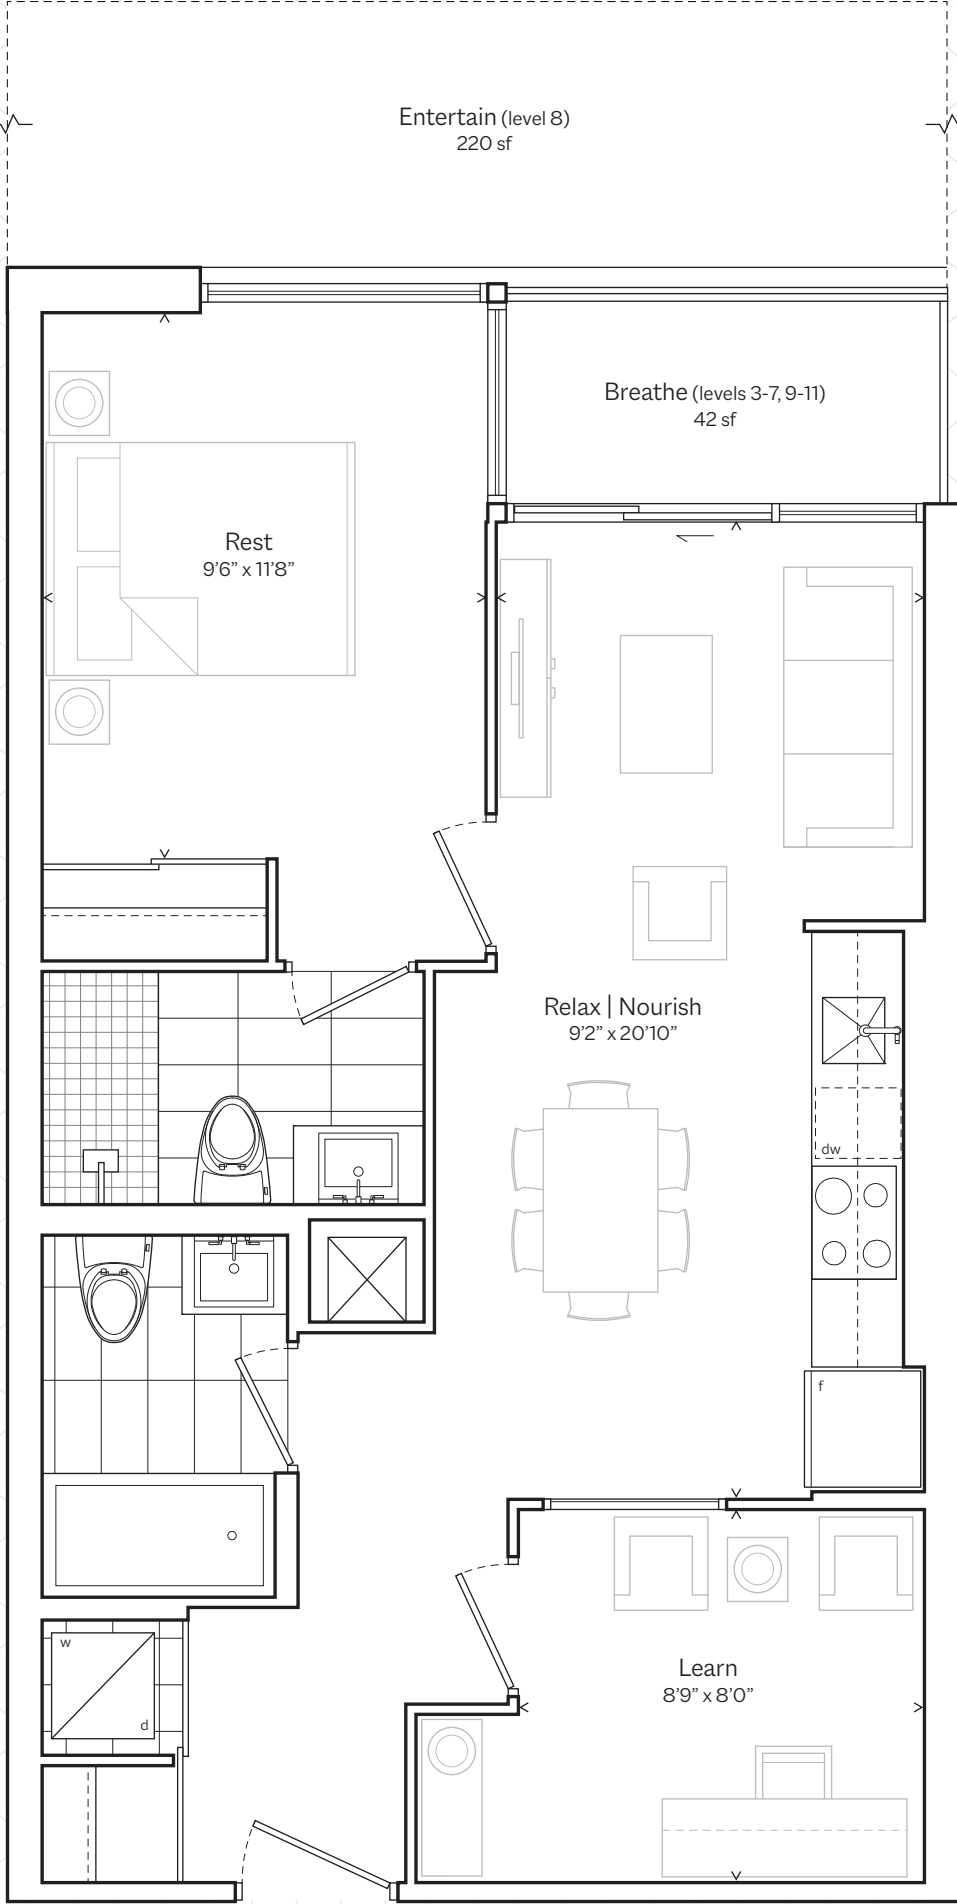 Entertain (level 8)
220 sf
Breathe (levels 3-7, 9-11)
42 sf
Rest
9’6” x 11’8”
Relax | Nourish
9’2” x 20’10”
dw
f
Learn
8’9” x 8’0”
w
d